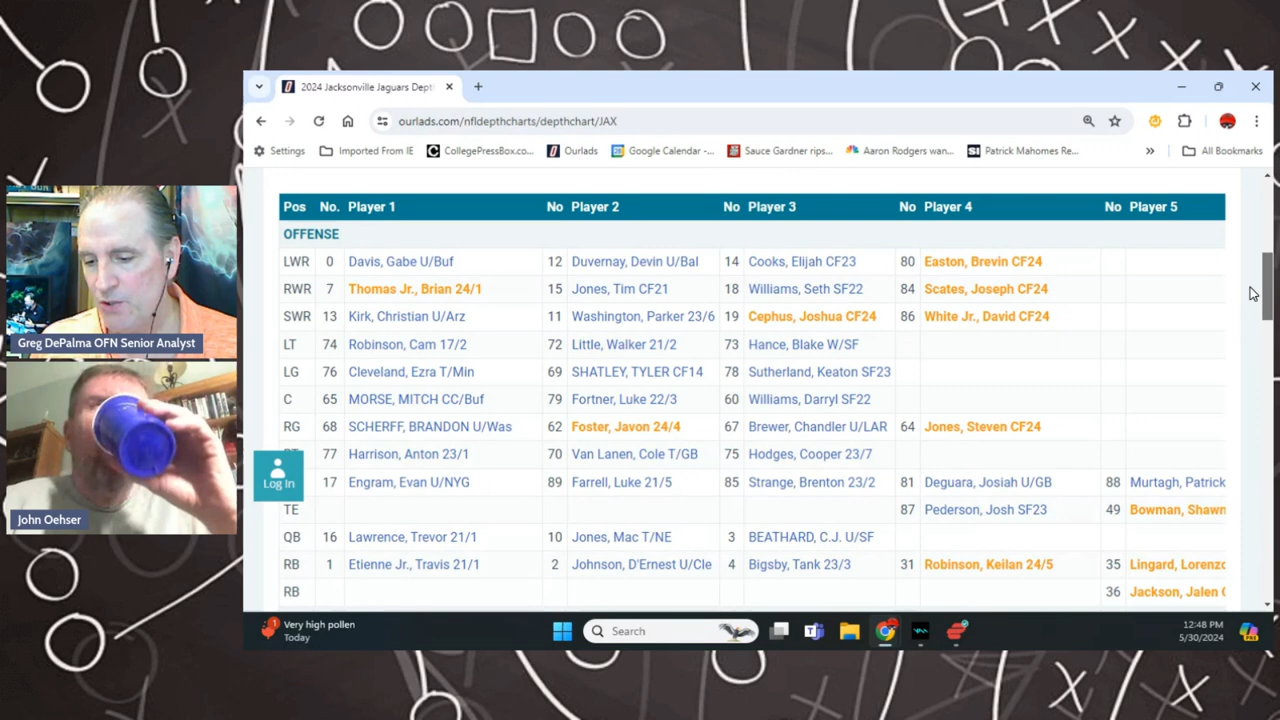 2024 Jacksonville Jaguars Dept
ourlads.com/nfldepthcharts/depthchart/JAX
Settings Imported From IE CollegePressBox.co... Ourlads Google Calendar -... Sauce Gardner rips... Aaron Rodgers wan... Patrick Mahomes Re... » All Bookmarks
Pos No. Player 1 No Player 2 No Player 3 No Player 4 No Player 5
OFFENSE
LWR 0 Davis, Gabe U/Buf 12 Duvernay, Devin U/Bal 14 Cooks, Elijah CF23 80 Easton, Brevin CF24
RWR 7 Thomas Jr., Brian 24/1 15 Jones, Tim CF21 18 Williams, Seth SF22 84 Scates, Joseph CF24
SWR 13 Kirk, Christian U/Arz 11 Washington, Parker 23/6 19 Cephus, Joshua CF24 86 White Jr., David CF24
LT 74 Robinson, Cam 17/2 72 Little, Walker 21/2 73 Hance, Blake W/SF
LG 76 Cleveland, Ezra T/Min 69 SHATLEY, TYLER CF14 78 Sutherland, Keaton SF23
C 65 MORSE, MITCH CC/Buf 79 Fortner, Luke 22/3 60 Williams, Darryl SF22
RG 68 SCHERFF, BRANDON U/Was 62 Foster, Javon 24/4 67 Brewer, Chandler U/LAR 64 Jones, Steven CF24
77 Harrison, Anton 23/1 70 Van Lanen, Cole T/GB 75 Hodges, Cooper 23/7
17 Engram, Evan U/NYG 89 Farrell, Luke 21/5 85 Strange, Brenton 23/2 81 Deguara, Josiah U/GB 88 Murtagh, Patrick
TE 87 Pederson, Josh SF23 49 Bowman, Shawn
QB 16 Lawrence, Trevor 21/1 10 Jones, Mac T/NE 3 BEATHARD, C.J. U/SF
RB 1 Etienne Jr., Travis 21/1 2 Johnson, D'Ernest U/Cle 4 Bigsby, Tank 23/3 31 Robinson, Keilan 24/5 35 Lingard, Lorenzo
RB 36 Jackson, Jalen
Log In
Greg DePalma OFN Senior Analyst
John Oehser
1 Very high pollen
Today
Search
12:48 PM
5/30/2024